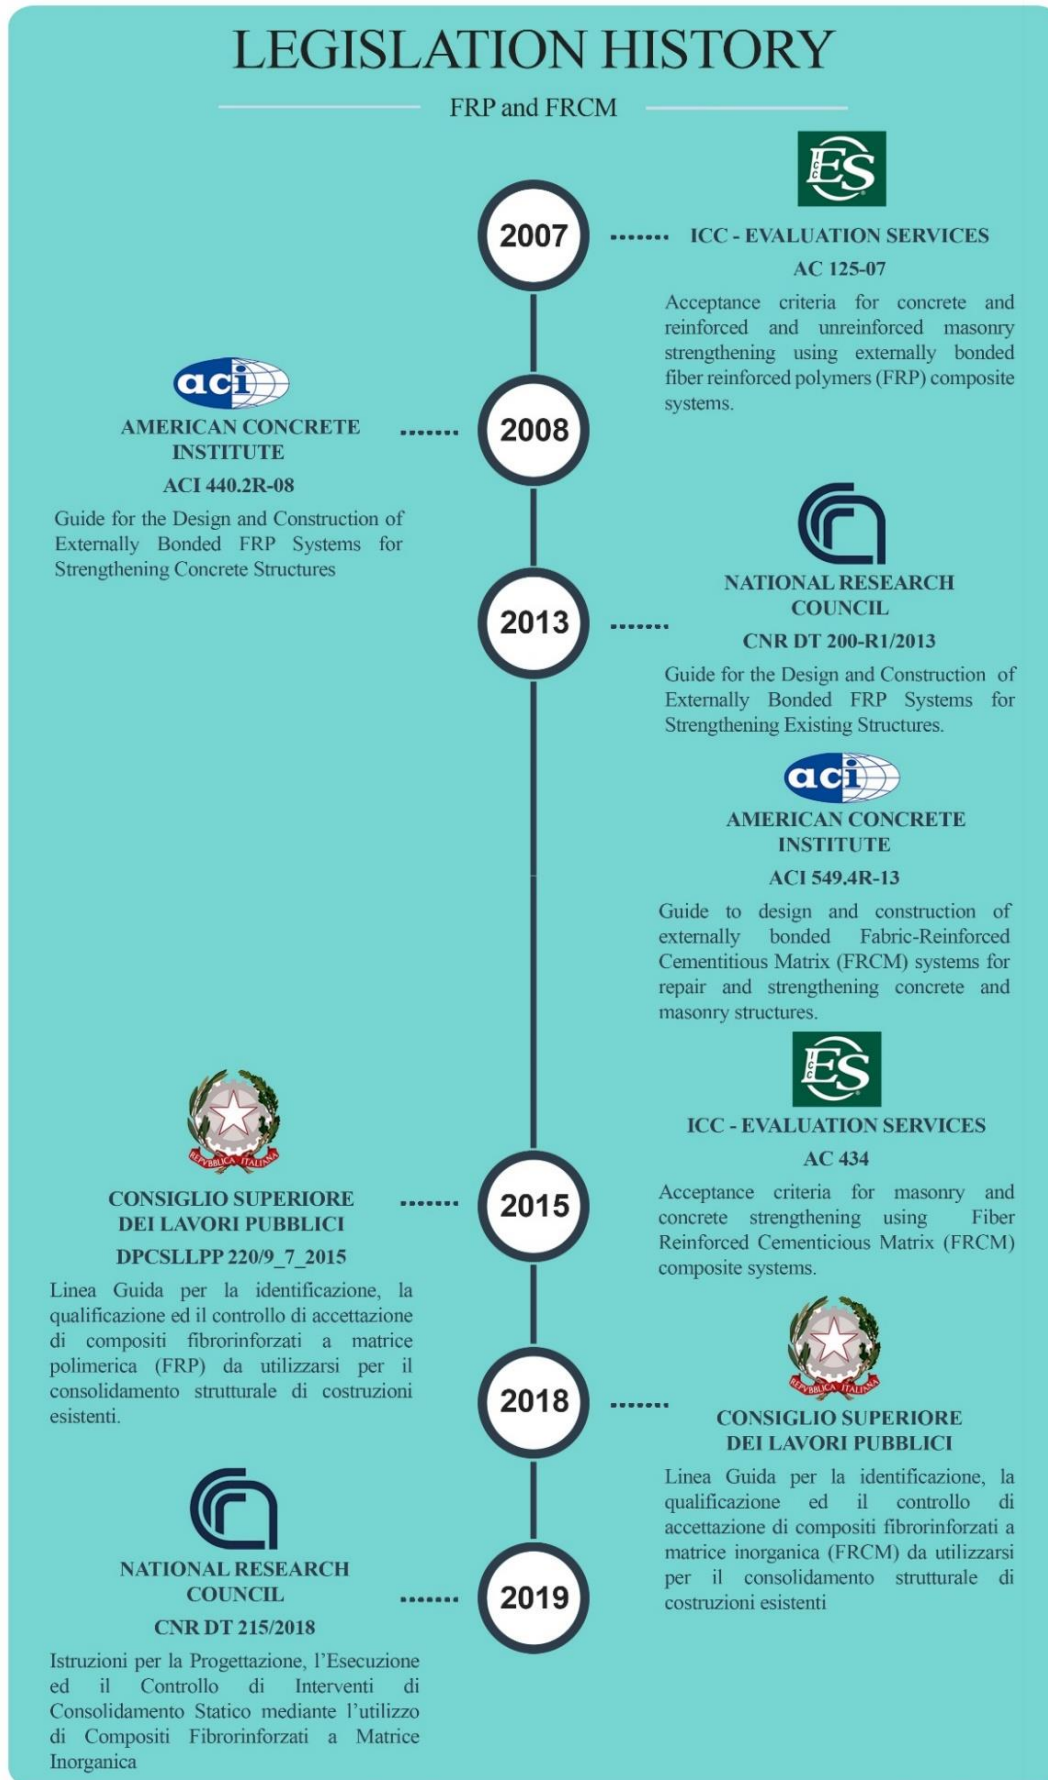 LEGISLATION HISTORY
FRP and FRCM
ICC ES
2007
ICC - EVALUATION SERVICES
AC 125-07
Acceptance criteria for concrete and
reinforced and unreinforced masonry
strengthening using externally bonded
fiber reinforced polymers (FRP) composite
systems.
aci
AMERICAN CONCRETE
INSTITUTE
2008
ACI 440.2R-08
Guide for the Design and Construction of
Externally Bonded FRP Systems for
Strengthening Concrete Structures
NATIONAL RESEARCH
COUNCIL
2013
CNR DT 200-R1/2013
Guide for the Design and Construction of
Externally Bonded FRP Systems for
Strengthening Existing Structures.
aci
AMERICAN CONCRETE
INSTITUTE
ACI 549.4R-13
Guide to design and construction of
externally bonded Fabric-Reinforced
Cementitious Matrix (FRCM) systems for
repair and strengthening concrete and
masonry structures.
ICC ES
ICC - EVALUATION SERVICES
AC 434
Acceptance criteria for masonry and
concrete strengthening using Fiber
Reinforced Cementicious Matrix (FRCM)
composite systems.
REPVBBLICA ITALIANA
CONSIGLIO SUPERIORE
DEI LAVORI PUBBLICI
2015
DPCSLLPP 220/9_7_2015
Linea Guida per la identificazione, la
qualificazione ed il controllo di accettazione
di compositi fibrorinforzati a matrice
polimerica (FRP) da utilizzarsi per il
consolidamento strutturale di costruzioni
esistenti.
REPVBBLICA ITALIANA
2018
CONSIGLIO SUPERIORE
DEI LAVORI PUBBLICI
Linea Guida per la identificazione, la
qualificazione ed il controllo di
accettazione di compositi fibrorinforzati a
matrice inorganica (FRCM) da utilizzarsi
per il consolidamento strutturale di
costruzioni esistenti
NATIONAL RESEARCH
COUNCIL
2019
CNR DT 215/2018
Istruzioni per la Progettazione, l’Esecuzione
ed il Controllo di Interventi di
Consolidamento Statico mediante l’utilizzo
di Compositi Fibrorinforzati a Matrice
Inorganica